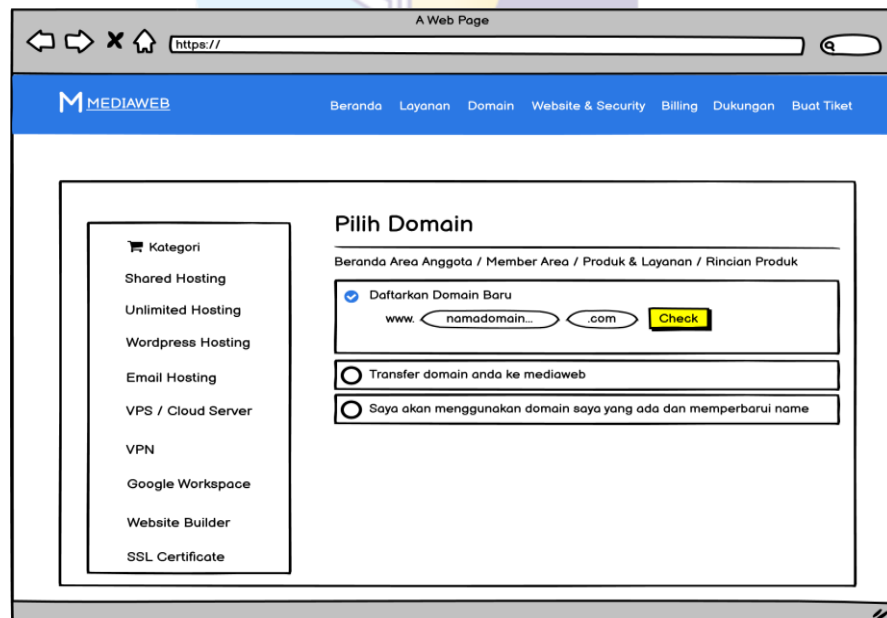 A Web Page
https://
MEDIAWEB
Beranda Layanan Domain Website & Security Billing Dukungan Buat Tiket
Kategori
Shared Hosting
Unlimited Hosting
Wordpress Hosting
Email Hosting
VPS / Cloud Server
VPN
Google Workspace
Website Builder
SSL Certificate
Pilih Domain
Beranda Area Anggota / Member Area / Produk & Layanan / Rincian Produk
Daftarkan Domain Baru
www. namadomain... .com Check
Transfer domain anda ke mediaweb
Saya akan menggunakan domain saya yang ada dan memperbarui name